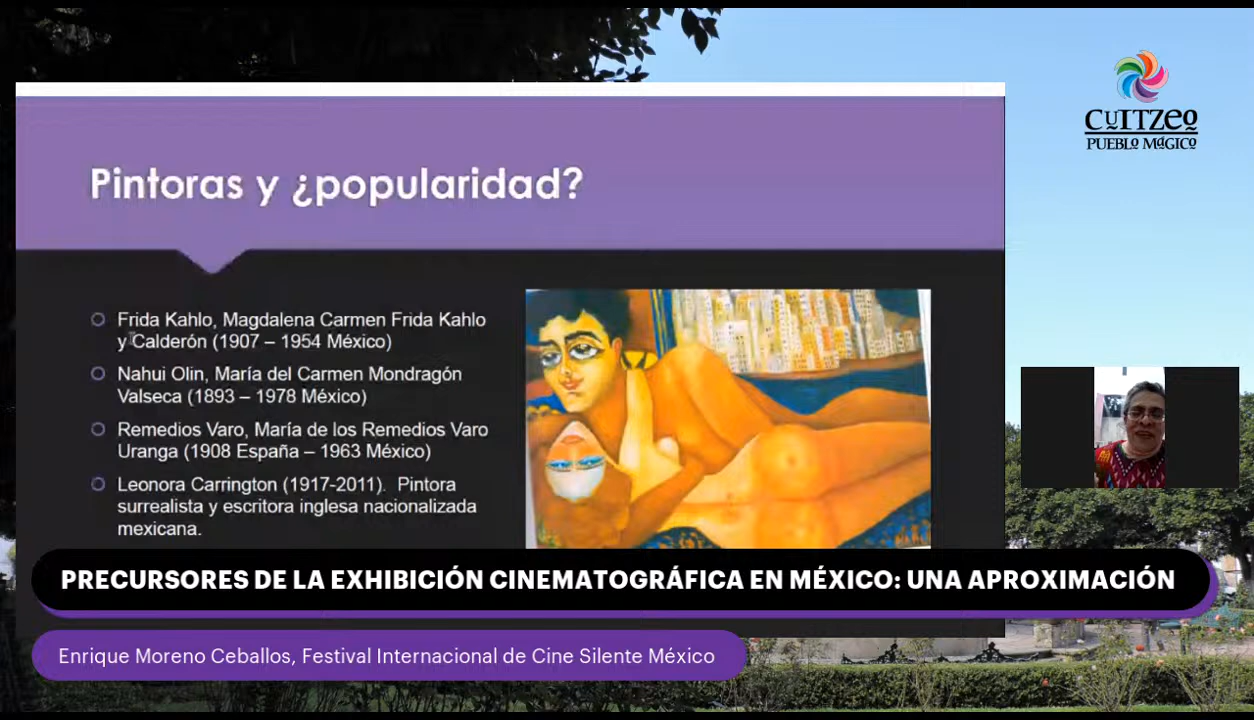 CUITZEO
PUEBLO MÁGICO
Pintoras y ¿popularidad?
Frida Kahlo, Magdalena Carmen Frida Kahlo
y Calderón (1907 – 1954 México)
Nahui Olin, María del Carmen Mondragón
Valseca (1893 – 1978 México)
Remedios Varo, María de los Remedios Varo
Uranga (1908 España – 1963 México)
Leonora Carrington (1917-2011). Pintora
surrealista y escritora inglesa nacionalizada
mexicana.
PRECURSORES DE LA EXHIBICIÓN CINEMATOGRÁFICA EN MÉXICO: UNA APROXIMACIÓN
Enrique Moreno Ceballos, Festival Internacional de Cine Silente México